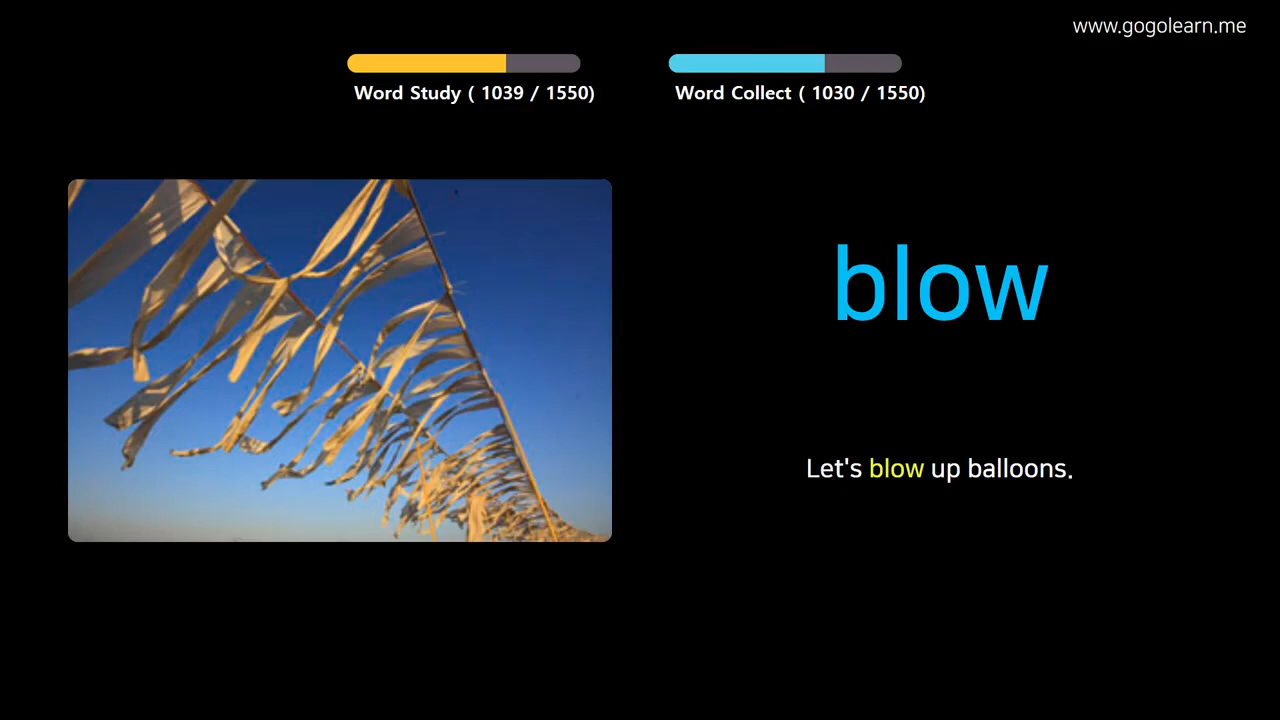 www.gogolearn.me
Word Study ( 1039 / 1550)
Word Collect ( 1030 / 1550)
blow
Let's blow up balloons.